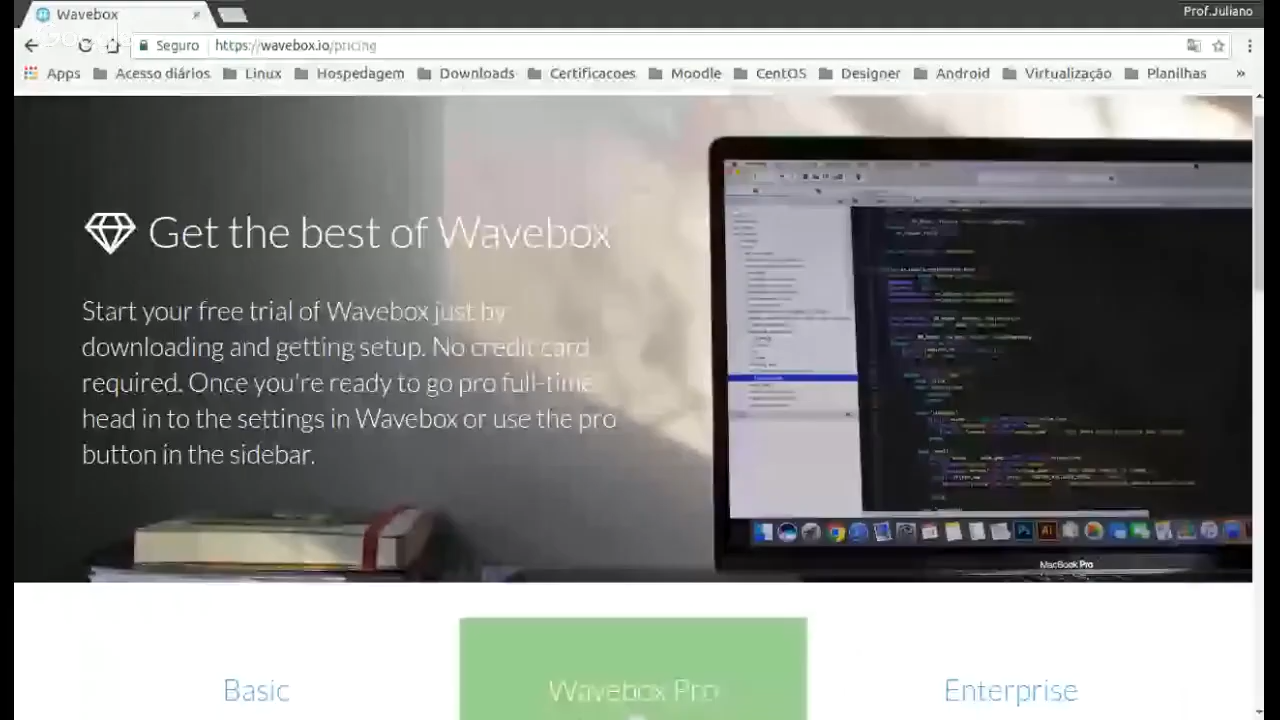 Wavebox
Prof.Juliano
Google
Seguro
https://wavebox.io/pricing
Apps
Acesso diários
Linux
Hospedagem
Downloads
Certificacoes
Moodle
CentOS
Designer
Android
Virtualização
Planilhas
»
Get the best of Wavebox
Start your free trial of Wavebox just by
downloading and getting setup. No credit card
required. Once you're ready to go pro full-time
head in to the settings in Wavebox or use the pro
button in the sidebar.
MacBook Pro
Basic
Wavebox Pro
Enterprise